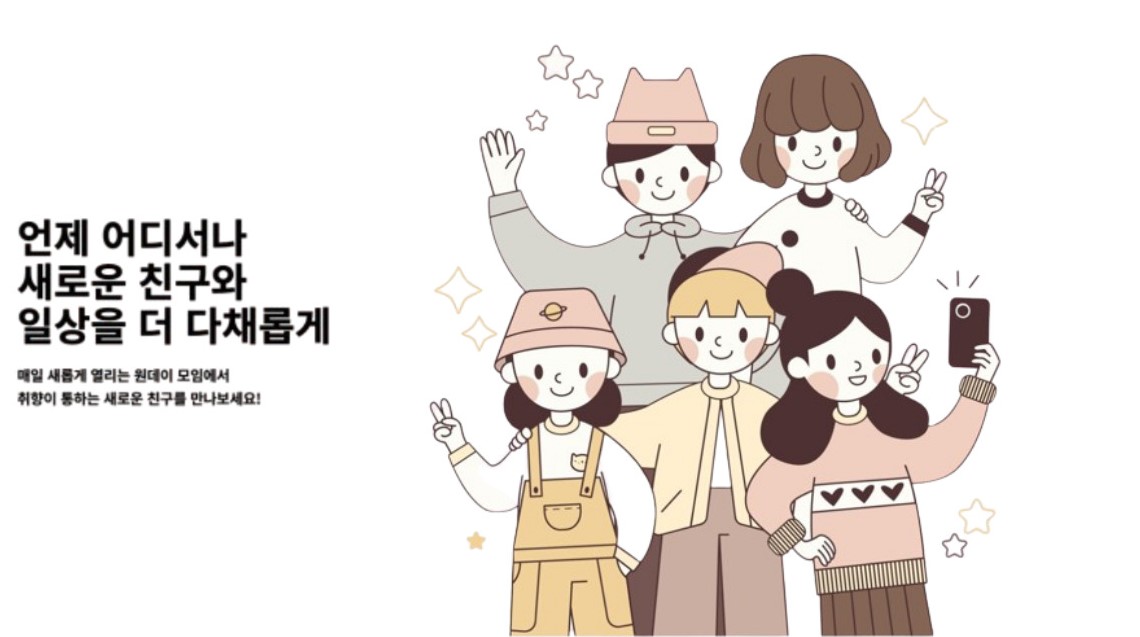 언제 어디서나
새로운 친구와
일상을 더 다채롭게
매일 새롭게 열리는 원데이 모임에서
취향이 통하는 새로운 친구를 만나보세요!